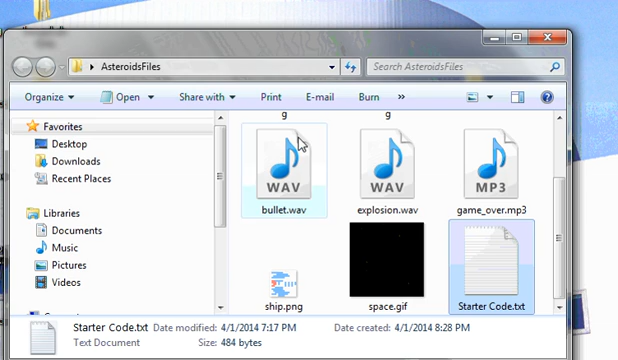 AsteroidsFiles
Search AsteroidsFiles
Organize Open Share with Print E-mail Burn »
g g
Favorites
Desktop
Downloads
Recent Places
Libraries
Documents
Music
Pictures
Videos
WAV WAV MP3
bullet.wav explosion.wav game_over.mp3
ship.png space.gif Starter Code.txt
Starter Code.txt Date modified: 4/1/2014 7:17 PM Date created: 4/1/2014 8:28 PM
Text Document Size: 484 bytes